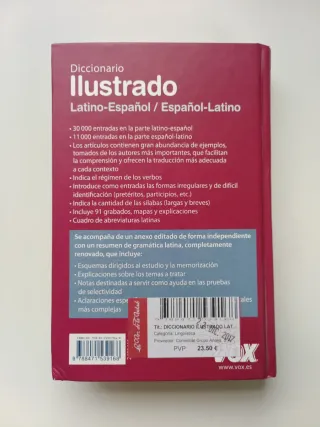 Diccionario
Ilustrado
Latino-Español / Español-Latino
• 30 000 entradas en la parte latino-español
• 11 000 entradas en la parte español-latino
• Los artículos contienen gran abundancia de ejemplos,
tomados de los autores más importantes, que facilitan
la comprensión y ofrecen la traducción más adecuada
a cada contexto
• Indica el régimen de los verbos
• Introduce como entradas las formas irregulares y de difícil
identificación (pretéritos, participios, etc.)
• Indica la cantidad de las sílabas (largas y breves)
• Incluye 91 grabados, mapas y explicaciones
• Cuadro de abreviaturas latinas
Se acompaña de un anexo editado de forma independiente
con un resumen de gramática latina, completamente
renovado, que incluye:
• Esquemas dirigidos al estudio y la memorización
• Explicaciones sobre los temas a tratar
• Notas destinadas a servir como ayuda en las pruebas
de selectividad
• Aclaraciones espe
ales
más complejas
Tít.: DICCIONARIO ILUSTRADO LAT
Categoría: Lingüística
PVP 23,50 €
VOX
www.vox.es